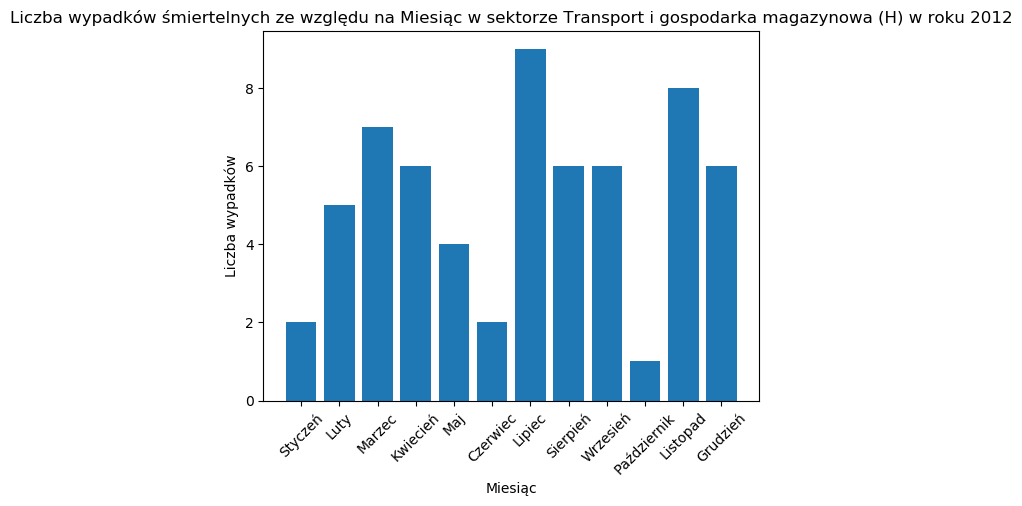 Liczba wypadków śmiertelnych ze względu na Miesiąc w sektorze Transport i gospodarka magazynowa (H) w roku 2012
Liczba wypadków
8
6
4
2
0
Styczeń
Luty
Marzec
Kwiecień
Maj
Czerwiec
Lipiec
Sierpień
Wrzesień
Październik
Listopad
Grudzień
Miesiąc